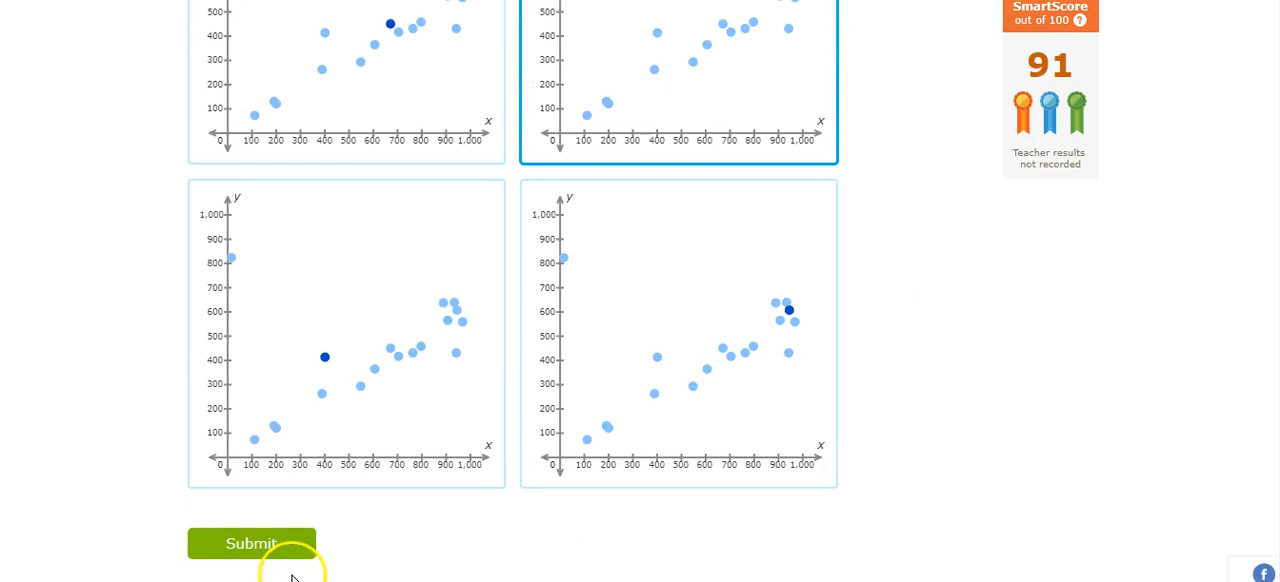 500
400
300
200
100
x
0 100 200 300 400 500 600 700 800 900 1,000
500
400
300
200
100
x
0 100 200 300 400 500 600 700 800 900 1,000
SmartScore
out of 100 ?
91
Teacher results
not recorded
y
1,000
900
800
700
600
500
400
300
200
100
x
0 100 200 300 400 500 600 700 800 900 1,000
y
1,000
900
800
700
600
500
400
300
200
100
x
0 100 200 300 400 500 600 700 800 900 1,000
Submit
f